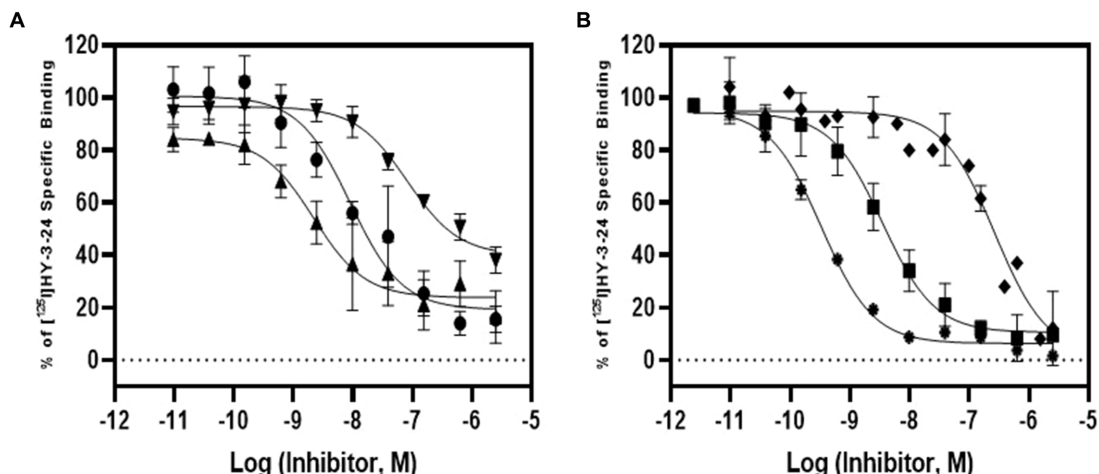 A
% of [¹²⁵I]HY-3-24 Specific Binding
120
100
80
60
40
20
0
-12 -11 -10 -9 -8 -7 -6 -5
Log (Inhibitor, M)
B
% of [¹²⁵I]HY-3-24 Specific Binding
120
100
80
60
40
20
0
-12 -11 -10 -9 -8 -7 -6 -5
Log (Inhibitor, M)